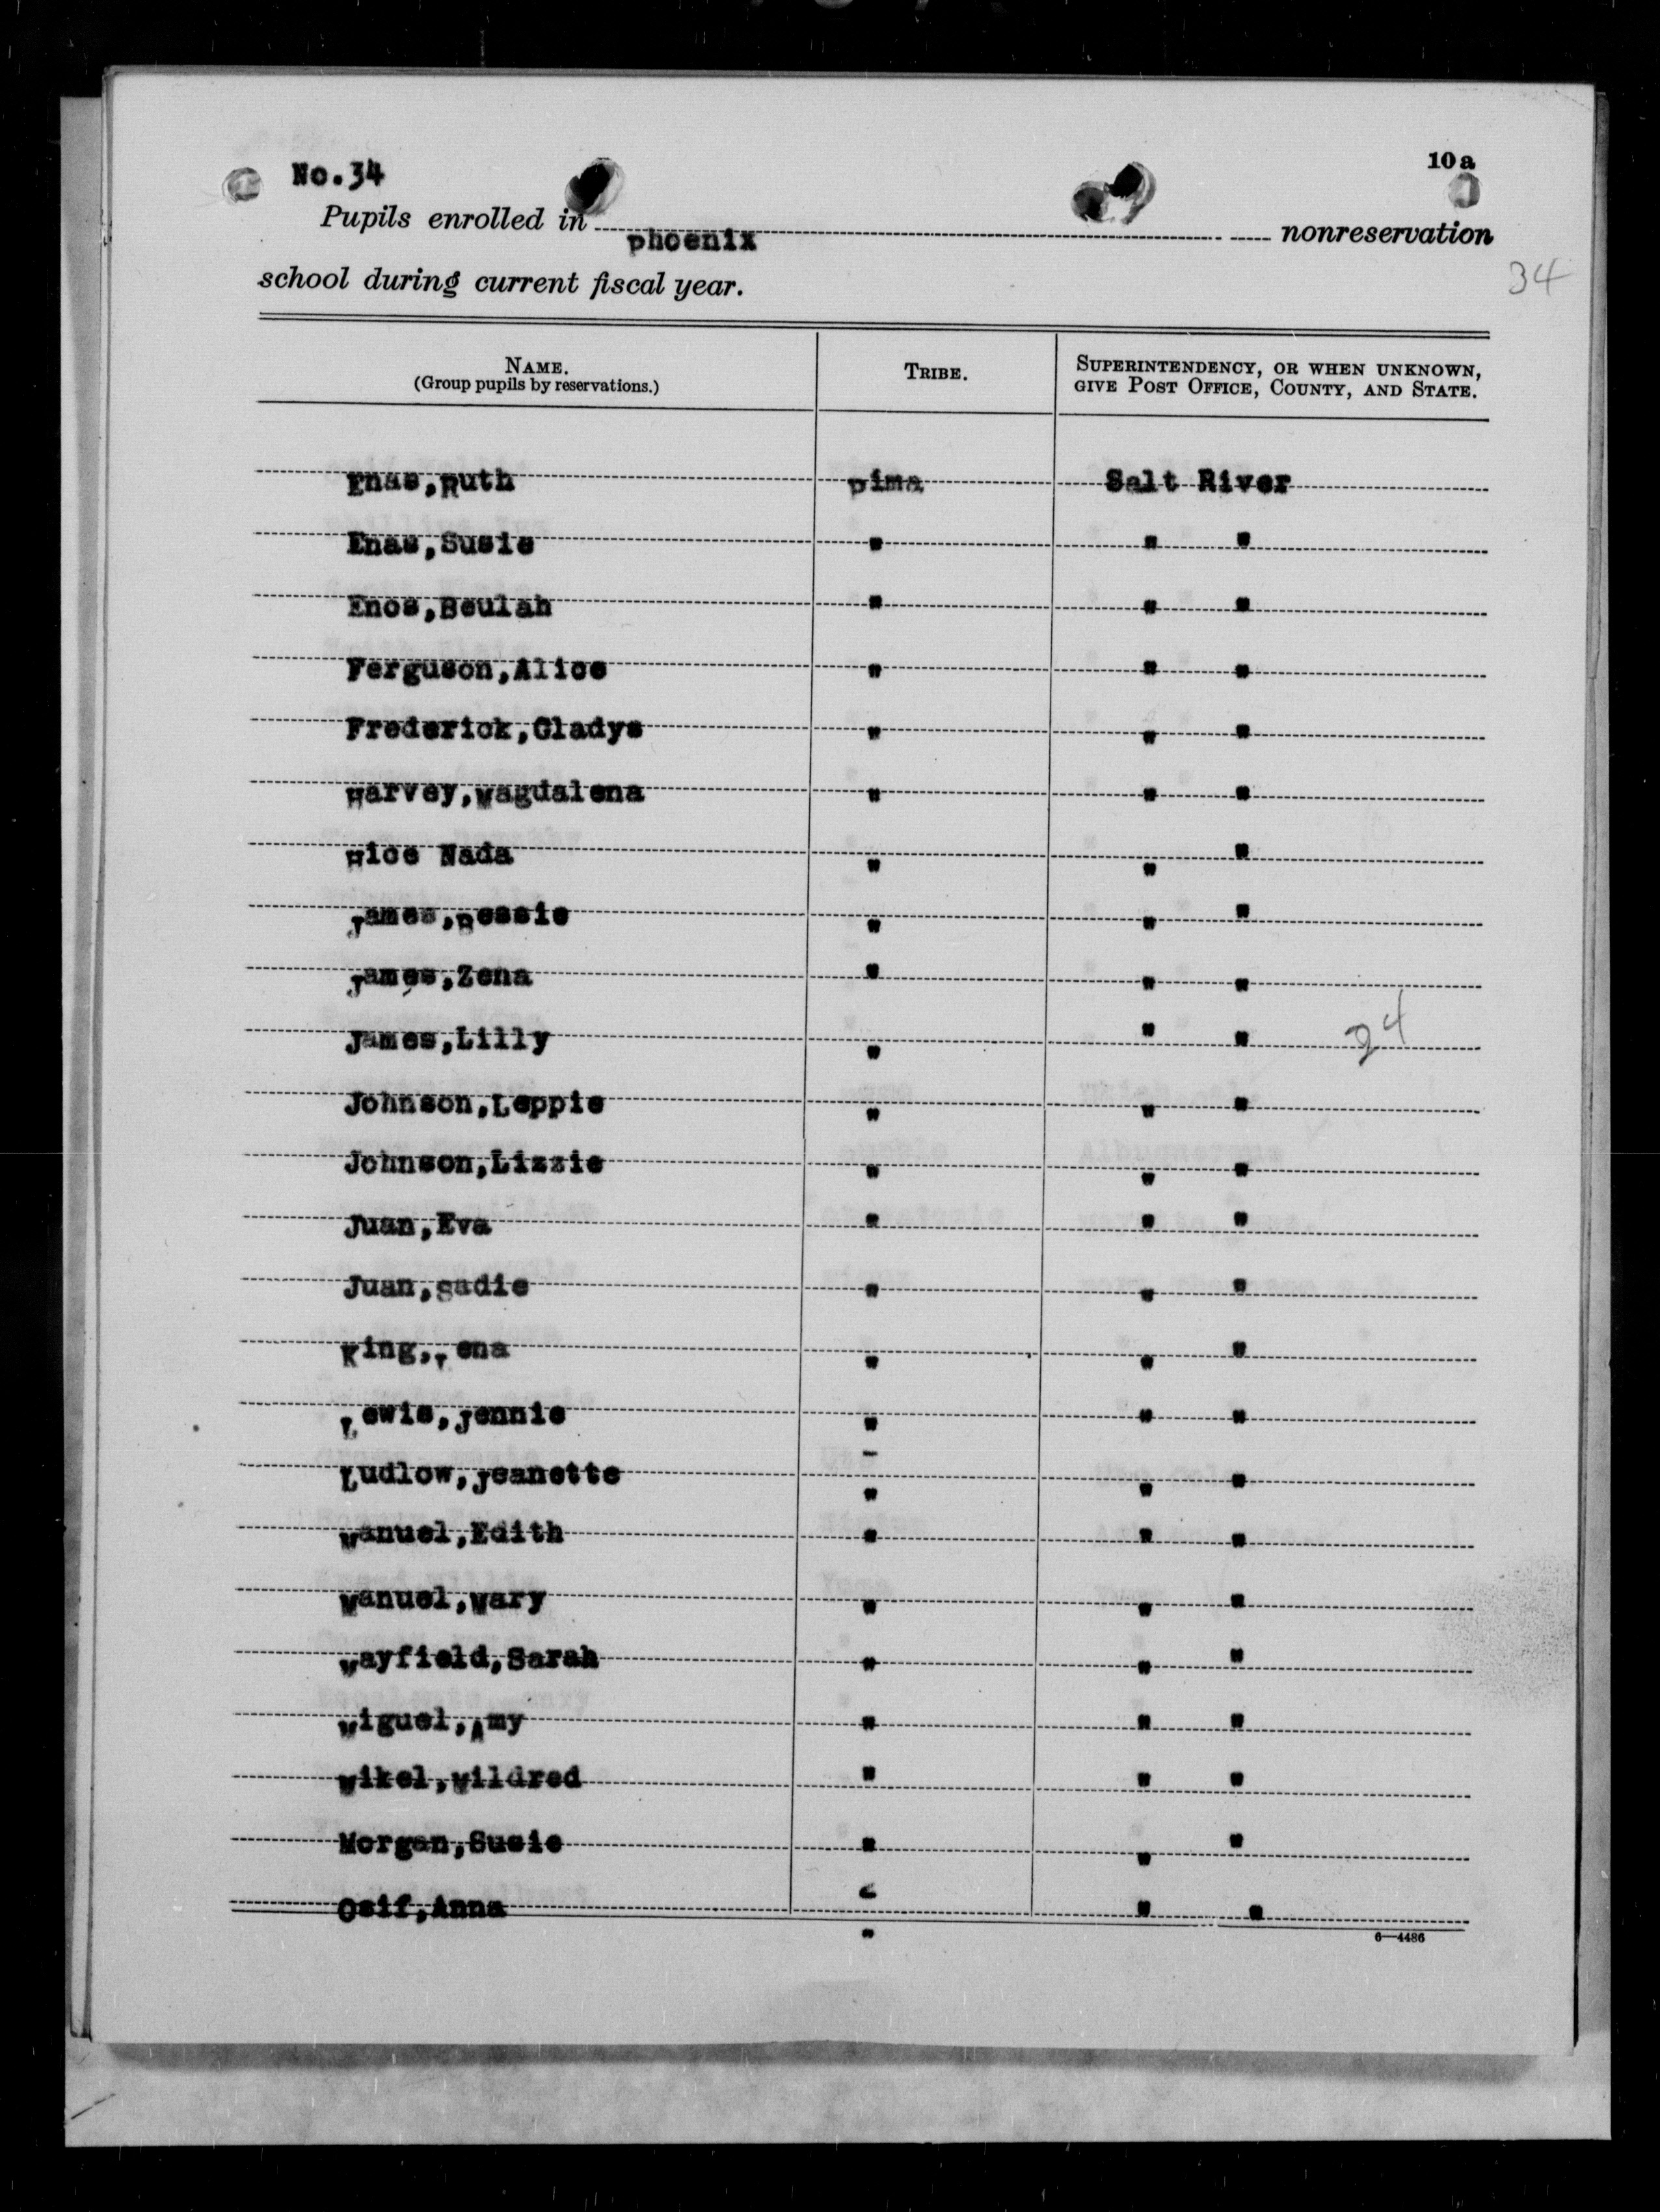 No.34
10a
Pupils enrolled in phoenix nonreservation
34
school during current fiscal year.
NAME. TRIBE. SUPERINTENDENCY, OR WHEN UNKNOWN,
(Group pupils by reservations.) GIVE POST OFFICE, COUNTY, AND STATE.
Enas,Ruth pima Salt River
Enas,Susie " " "
Enos,Beulah " " "
Ferguson,Alice " " "
Frederick,Gladys " " "
Harvey,Magdalena " " "
Hice Nada " " "
James,Bessie " " "
James,Zena " " "
James,Lilly " " " 24
Johnson,Leppie " " "
Johnson,Lizzie " " "
Juan,Eva " " "
Juan,Sadie " " "
King, ena " " "
Lewis,Jennie " " "
Ludlow,Jeanette " " "
Manuel,Edith " " "
Manuel,Mary " " "
Mayfield,Sarah " " "
Miguel,Amy " " "
Mikel,Mildred " " "
Morgan,Susie " " "
Osif,Anna " " "
6—4486